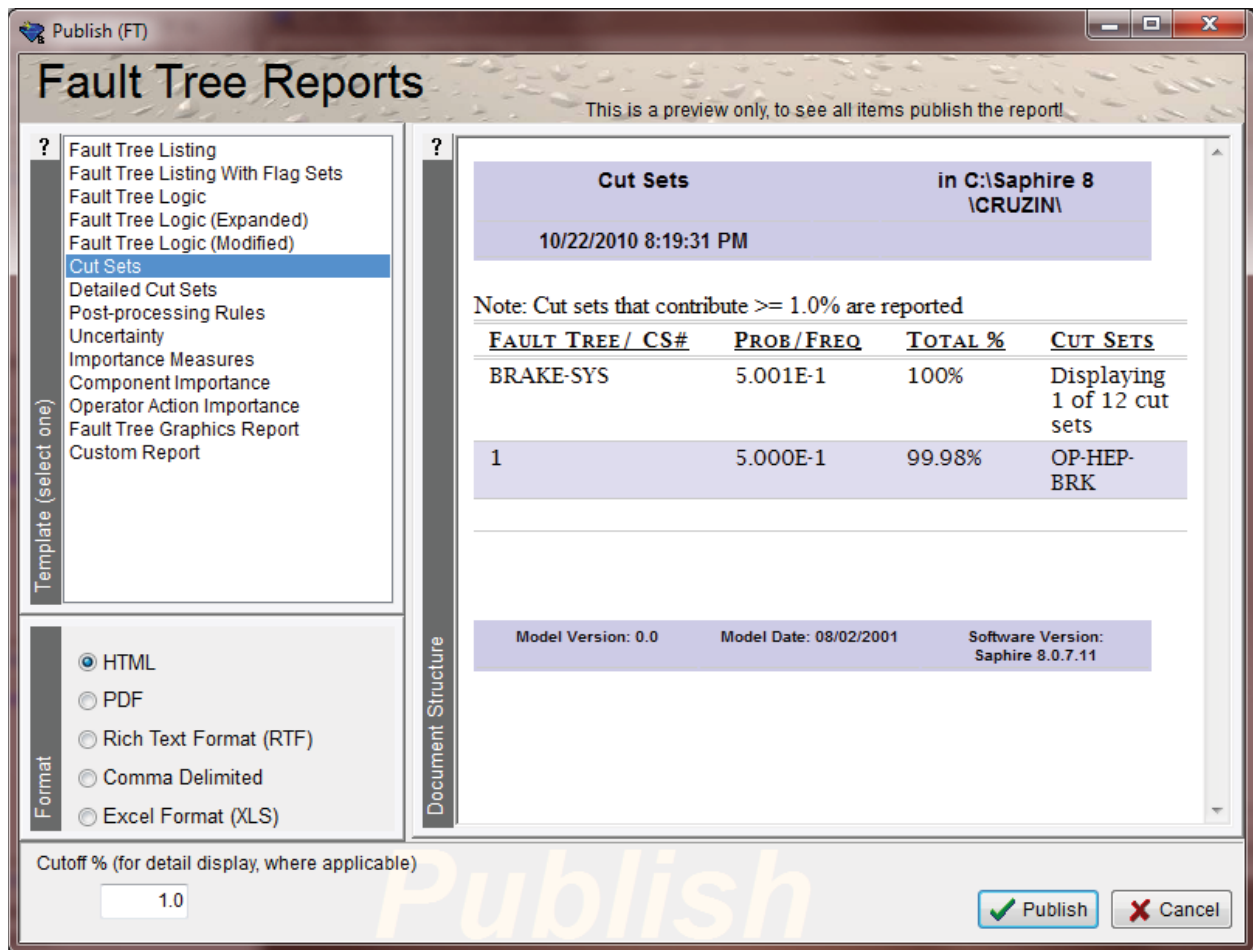 Publish (FT)
Fault Tree Reports
This is a preview only, to see all items publish the report!
?
Template (select one)
Fault Tree Listing
Fault Tree Listing With Flag Sets
Fault Tree Logic
Fault Tree Logic (Expanded)
Fault Tree Logic (Modified)
Cut Sets
Detailed Cut Sets
Post-processing Rules
Uncertainty
Importance Measures
Component Importance
Operator Action Importance
Fault Tree Graphics Report
Custom Report
Format
HTML
PDF
Rich Text Format (RTF)
Comma Delimited
Excel Format (XLS)
?
Document Structure
Cut Sets in C:\Saphire 8
\CRUZIN\
10/22/2010 8:19:31 PM
Note: Cut sets that contribute >= 1.0% are reported
FAULT TREE/ CS# PROB/FREQ TOTAL % CUT SETS
BRAKE-SYS 5.001E-1 100% Displaying
1 of 12 cut
sets
1 5.000E-1 99.98% OP-HEP-
BRK
Model Version: 0.0 Model Date: 08/02/2001 Software Version:
Saphire 8.0.7.11
Cutoff % (for detail display, where applicable)
1.0
Publish
Publish Cancel